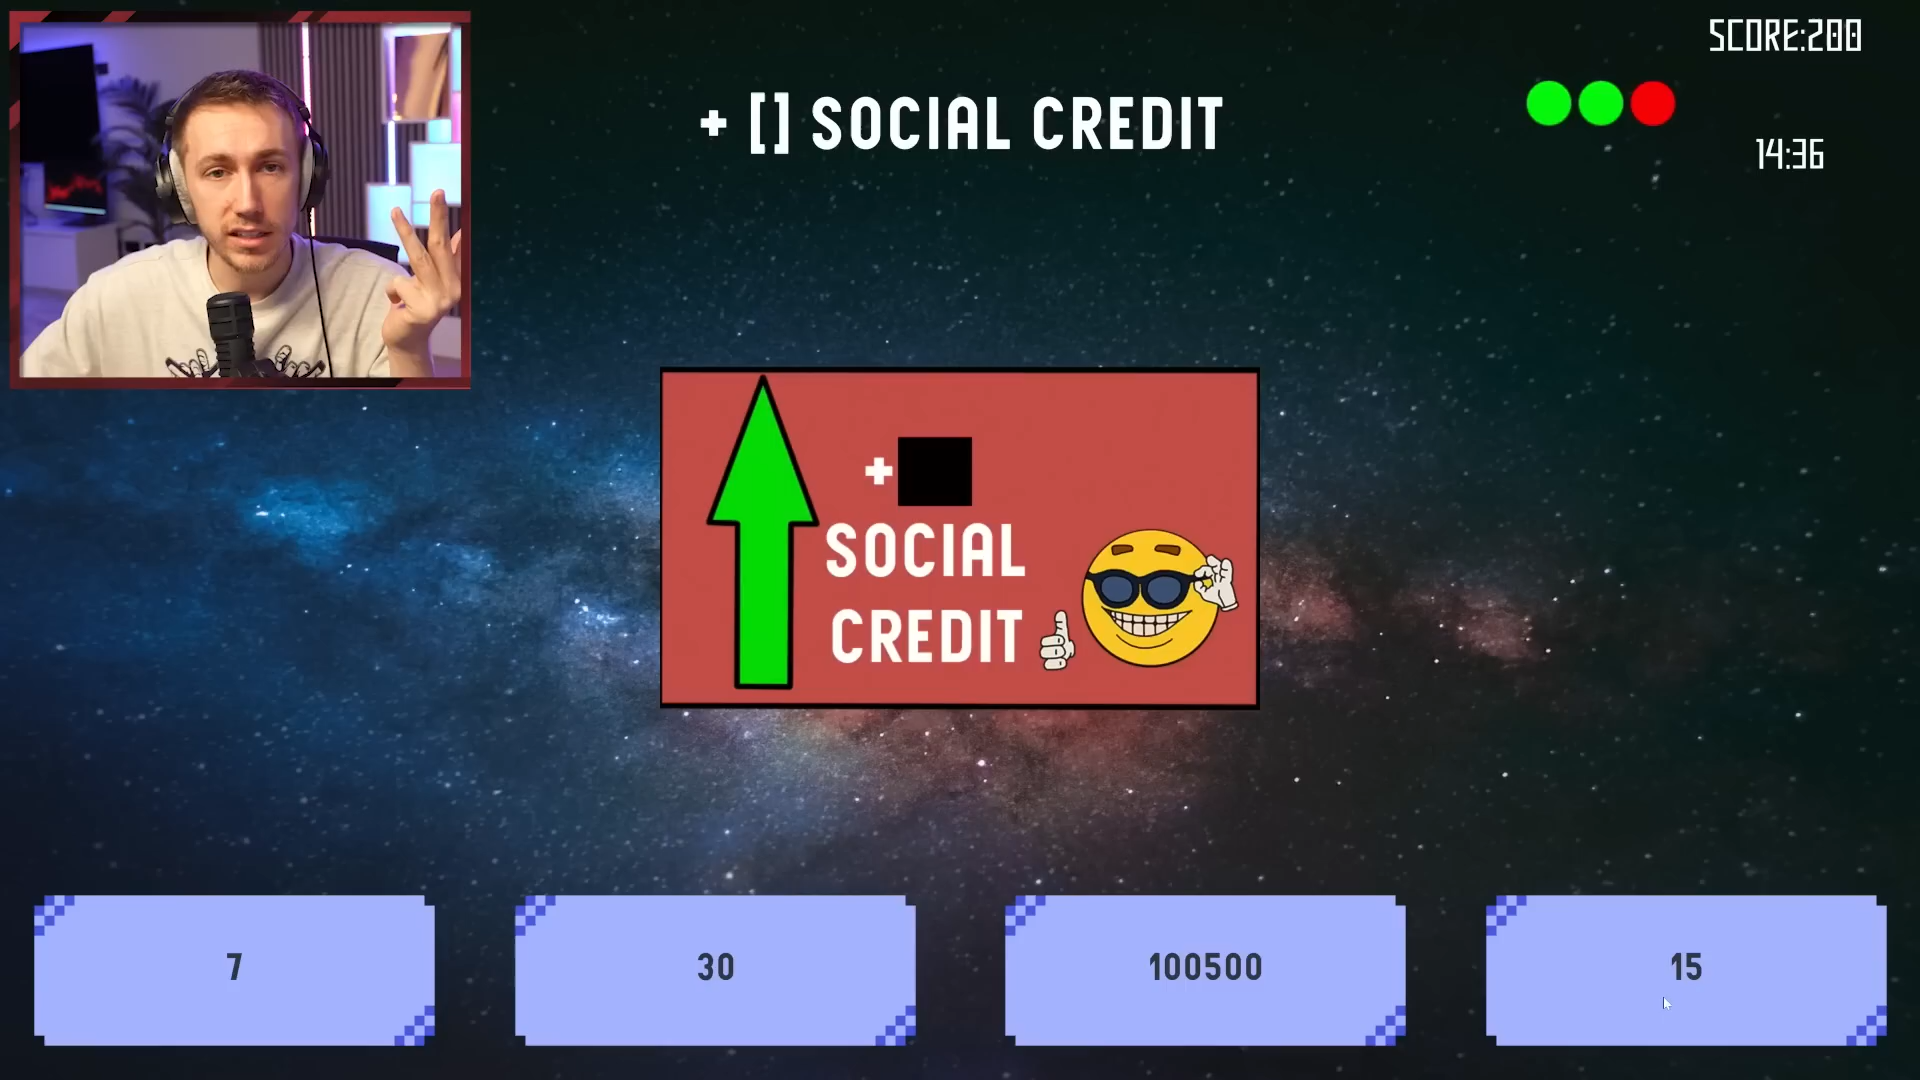 SCORE:200
+ [] SOCIAL CREDIT
14:36
+
SOCIAL
CREDIT
7
30
100500
15